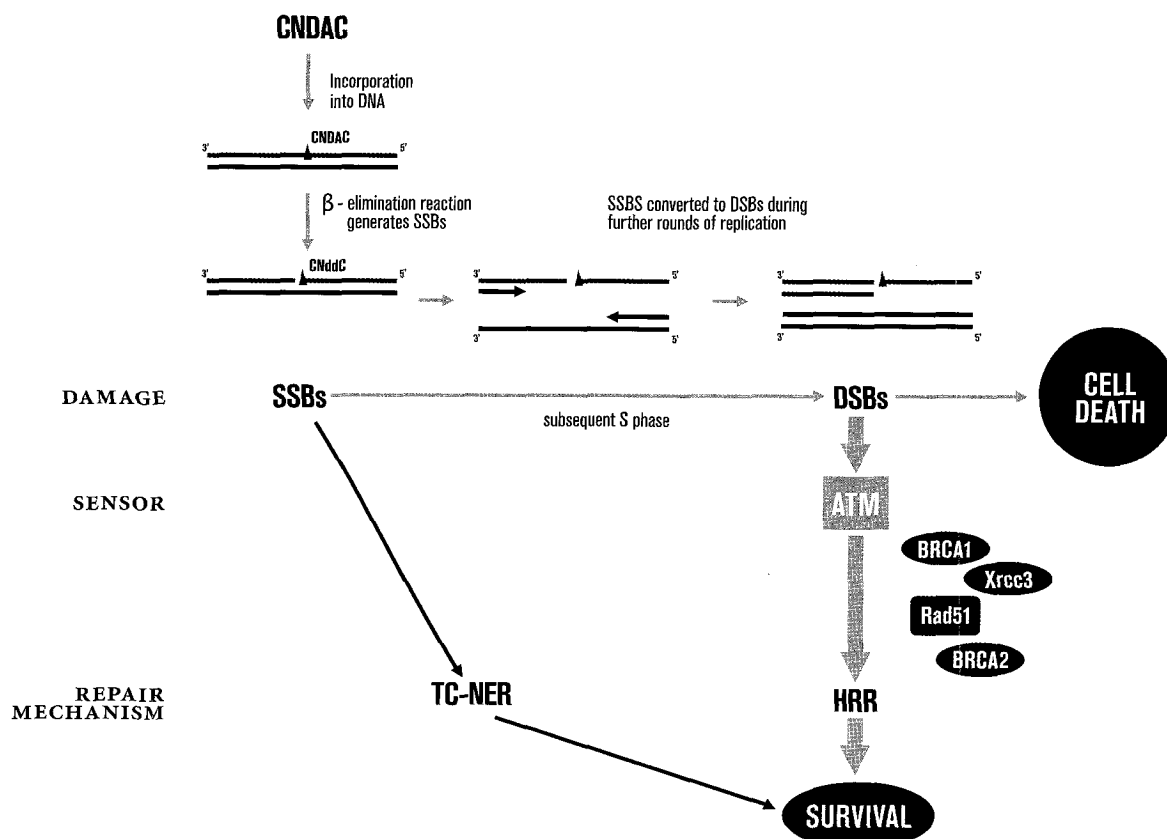 CNDAC
Incorporation
into DNA
3'
CNDAC
5'
β - elimination reaction
generates SSBs
SSBS converted to DSBs during
further rounds of replication
3'
CNddC
5'
3'
5'
3'
5'
3'
5'
3'
5'
DAMAGE
SSBs
subsequent S phase
DSBs
CELL
DEATH
SENSOR
ATM
BRCA1
Xrcc3
Rad51
BRCA2
REPAIR
MECHANISM
TC-NER
HRR
SURVIVAL